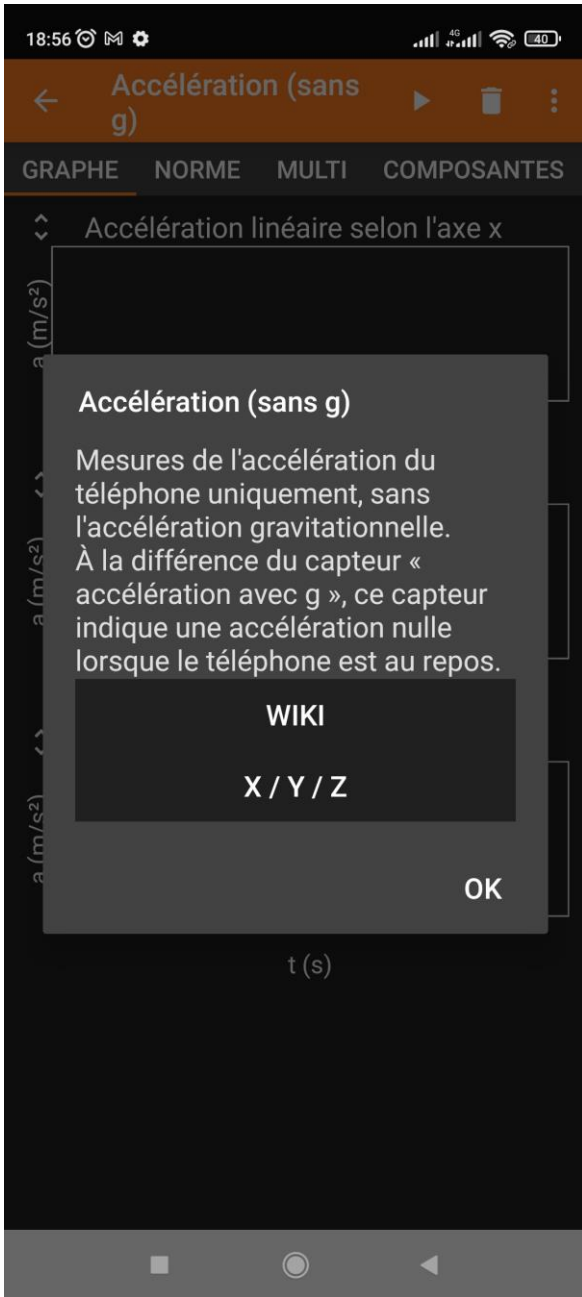 18:56
4G
40
Accélération (sans
g)
GRAPHE NORME MULTI COMPOSANTES
Accélération linéaire selon l'axe x
a (m/s²)
Accélération (sans g)
Mesures de l'accélération du
téléphone uniquement, sans
l'accélération gravitationnelle.
À la différence du capteur «
accélération avec g », ce capteur
indique une accélération nulle
lorsque le téléphone est au repos.
WIKI
X / Y / Z
OK
a (m/s²)
a (m/s²)
t (s)